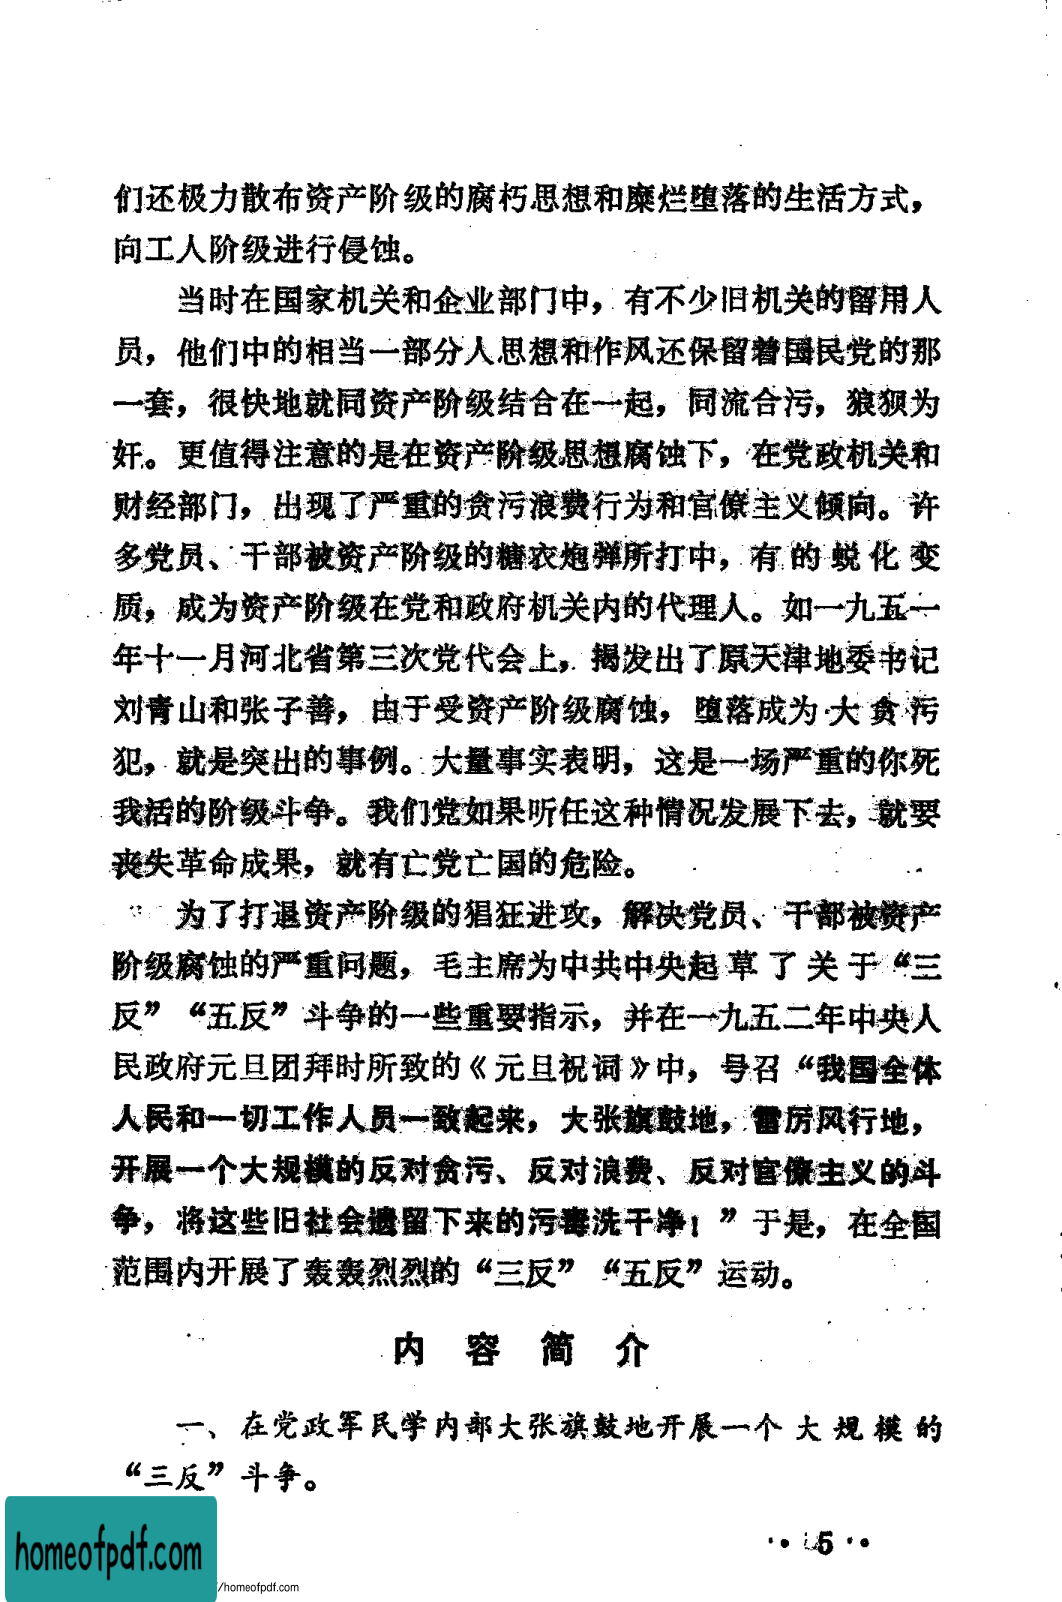 们还极力散布资产阶级的腐朽思想和糜烂堕落的生活方式，
向工人阶级进行侵蚀。
当时在国家机关和企业部门中，有不少旧机关的留用人
员，他们中的相当一部分人思想和作风还保留着国民党的那
一套，很快地就同资产阶级结合在一起，同流合污，狼狈为
奸。更值得注意的是在资产阶级思想腐蚀下，在党政机关和
财经部门，出现了严重的贪污浪费行为和官僚主义倾向。许
多党员、干部被资产阶级的糖衣炮弹所打中，有的蜕化变
质，成为资产阶级在党和政府机关内的代理人。如一九五一
年十一月河北省第三次党代会上，揭发出了原天津地委书记
刘青山和张子善，由于受资产阶级腐蚀，堕落成为大贪污
犯，就是突出的事例。大量事实表明，这是一场严重的你死
我活的阶级斗争。我们党如果听任这种情况发展下去，就要
丧失革命成果，就有亡党亡国的危险。
为了打退资产阶级的猖狂进攻，解决党员、干部被资产
阶级腐蚀的严重问题，毛主席为中共中央起草了关于“三
反”“五反”斗争的一些重要指示，并在一九五二年中央人
民政府元旦团拜时所致的《元旦祝词》中，号召“我国全体
人民和一切工作人员一致起来，大张旗鼓地，雷厉风行地，
开展一个大规模的反对贪污、反对浪费、反对官僚主义的斗
争，将这些旧社会遗留下来的污毒洗干净！”于是，在全国
范围内开展了轰轰烈烈的“三反”“五反”运动。
内容简介
一、在党政军民学内部大张旗鼓地开展一个大规模的
“三反”斗争。
5
homeofpdf.com
/homeofpdf.com